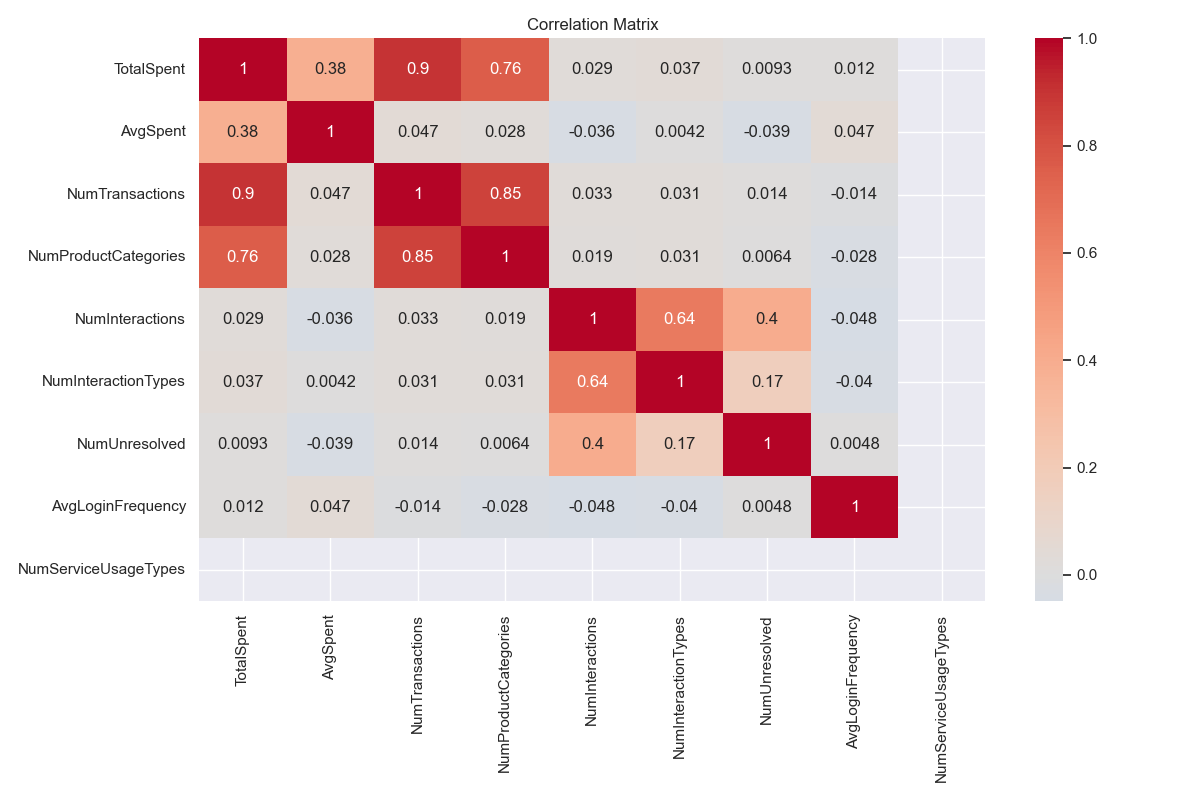 Correlation Matrix
TotalSpent 1 0.38 0.9 0.76 0.029 0.037 0.0093 0.012
AvgSpent 0.38 1 0.047 0.028 -0.036 0.0042 -0.039 0.047
NumTransactions 0.9 0.047 1 0.85 0.033 0.031 0.014 -0.014
NumProductCategories 0.76 0.028 0.85 1 0.019 0.031 0.0064 -0.028
NumInteractions 0.029 -0.036 0.033 0.019 1 0.64 0.4 -0.048
NumInteractionTypes 0.037 0.0042 0.031 0.031 0.64 1 0.17 -0.04
NumUnresolved 0.0093 -0.039 0.014 0.0064 0.4 0.17 1 0.0048
AvgLoginFrequency 0.012 0.047 -0.014 -0.028 -0.048 -0.04 0.0048 1
NumServiceUsageTypes
TotalSpent
AvgSpent
NumTransactions
NumProductCategories
NumInteractions
NumInteractionTypes
NumUnresolved
AvgLoginFrequency
NumServiceUsageTypes
1.0
0.8
0.6
0.4
0.2
0.0